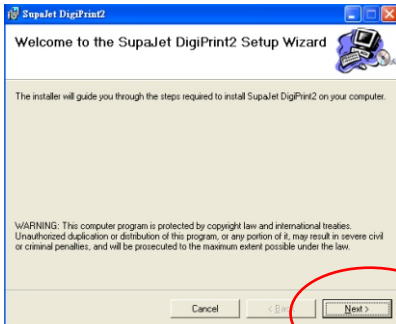 SupaJet DigiPrint2
Welcome to the SupaJet DigiPrint2 Setup Wizard
The installer will guide you through the steps required to install SupaJet DigiPrint2 on your computer.
WARNING: This computer program is protected by copyright law and international treaties.
Unauthorized duplication or distribution of this program, or any portion of it, may result in severe civil
or criminal penalties, and will be prosecuted to the maximum extent possible under the law.
Cancel < Back Next >